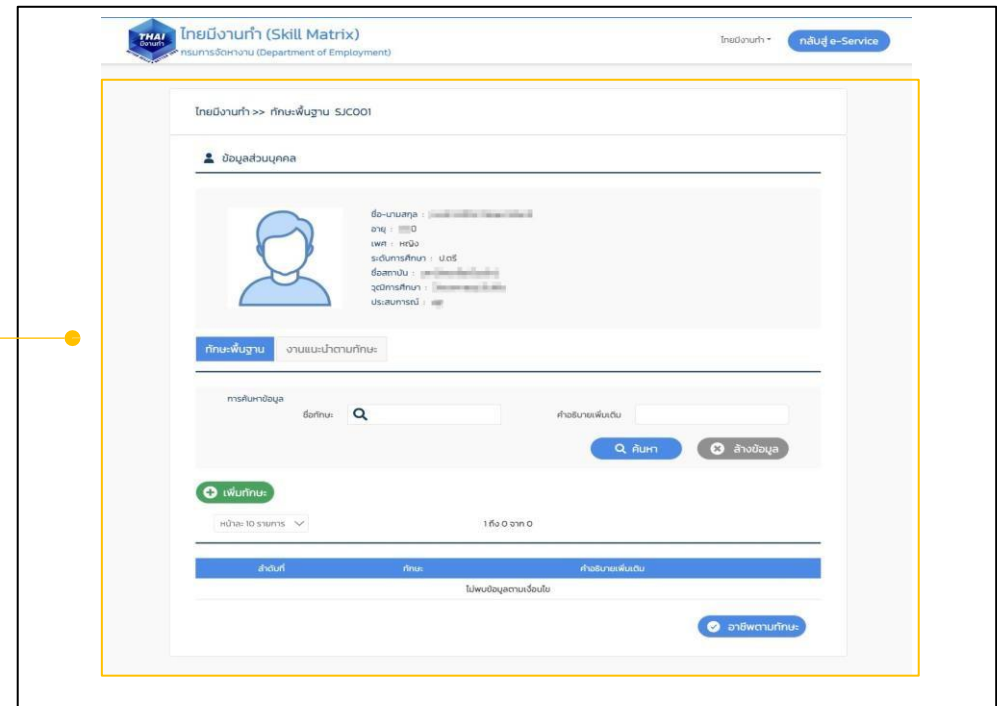 THAI
มีงานทำ
ไทยมีงานทำ (Skill Matrix)
กรมการจัดหางาน (Department of Employment)
ไทยมีงานทำ
กลับสู่ e-Service
ไทยมีงานทำ >> ทักษะพื้นฐาน SJC001
ข้อมูลส่วนบุคคล
ชื่อ-นามสกุล :
อายุ : ปี
เพศ : หญิง
ระดับการศึกษา : ป.ตรี
ชื่อสถาบัน :
วุฒิการศึกษา :
ประสบการณ์ :
ทักษะพื้นฐาน งานแนะนำตามทักษะ
การค้นหาข้อมูล
ชื่อทักษะ คำอธิบายเพิ่มเติม
ค้นหา ล้างข้อมูล
เพิ่มทักษะ
หน้าละ 10 รายการ 1 ถึง 0 จาก 0
ลำดับที่ ทักษะ คำอธิบายเพิ่มเติม
ไม่พบข้อมูลตามเงื่อนไข
อาชีพตามทักษะ